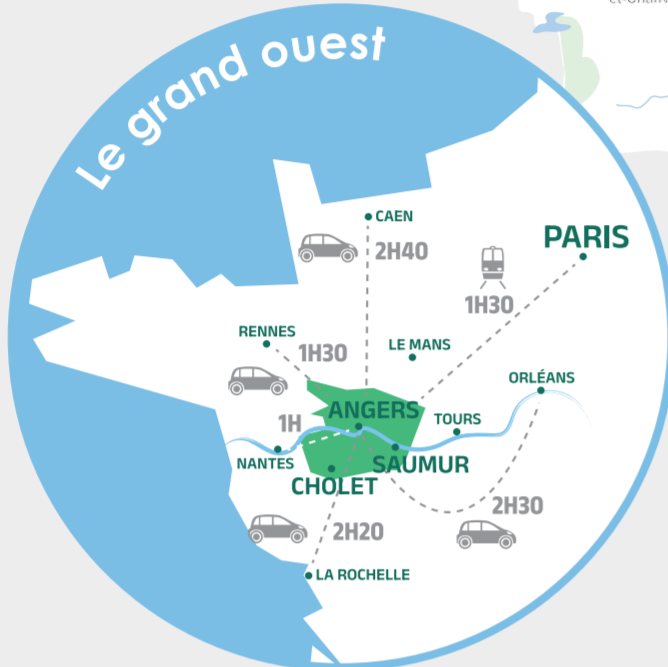 Le grand ouest
CAEN
2H40
PARIS
1H30
RENNES
1H30
LE MANS
ORLÉANS
ANGERS
1H
TOURS
NANTES
SAUMUR
CHOLET
2H30
2H20
LA ROCHELLE